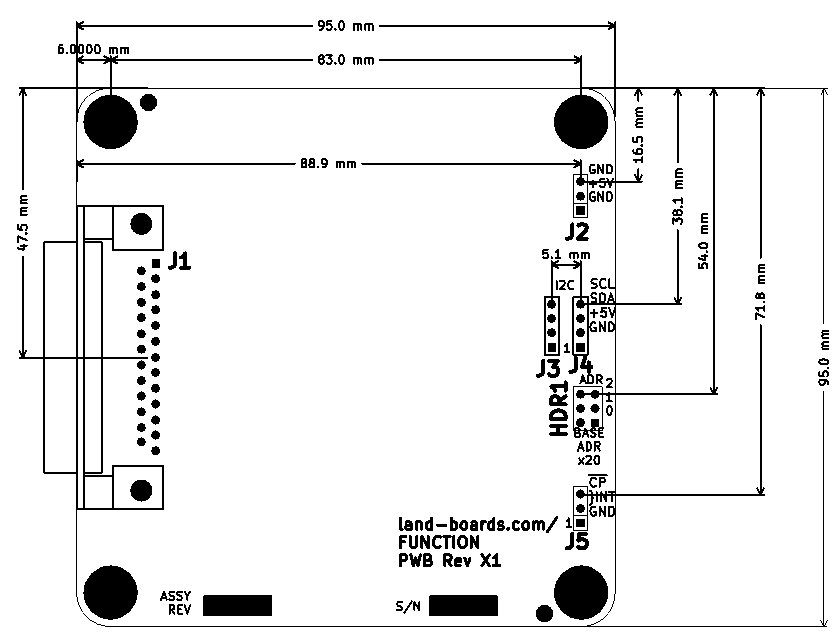 95.0 mm
6.0000 mm
83.0 mm
16.5 mm
88.9 mm
GND
+5V
GND
J2
38.1 mm
47.5 mm
54.0 mm
J1
5.1 mm
71.8 mm
I2C
SCL
SDA
+5V
GND
1
J3
J4
95.0 mm
ADR
2
1
0
HDR1
BASE
ADR
x20
CP
}INT
GND
1
J5
land-boards.com/
FUNCTION
PWB Rev X1
ASSY
REV
S/N